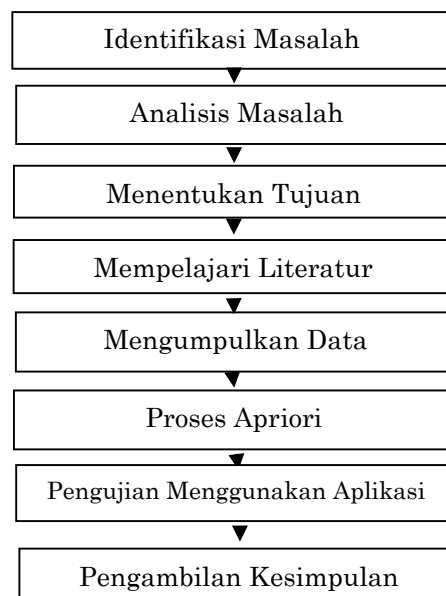 Identifikasi Masalah
Analisis Masalah
Menentukan Tujuan
Mempelajari Literatur
Mengumpulkan Data
Proses Apriori
Pengujian Menggunakan Aplikasi
Pengambilan Kesimpulan